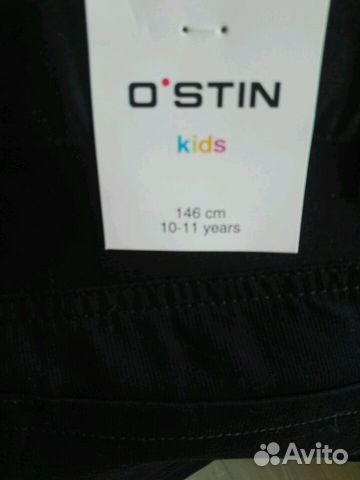 O'STIN
kids
146 cm
10-11 years
Avito